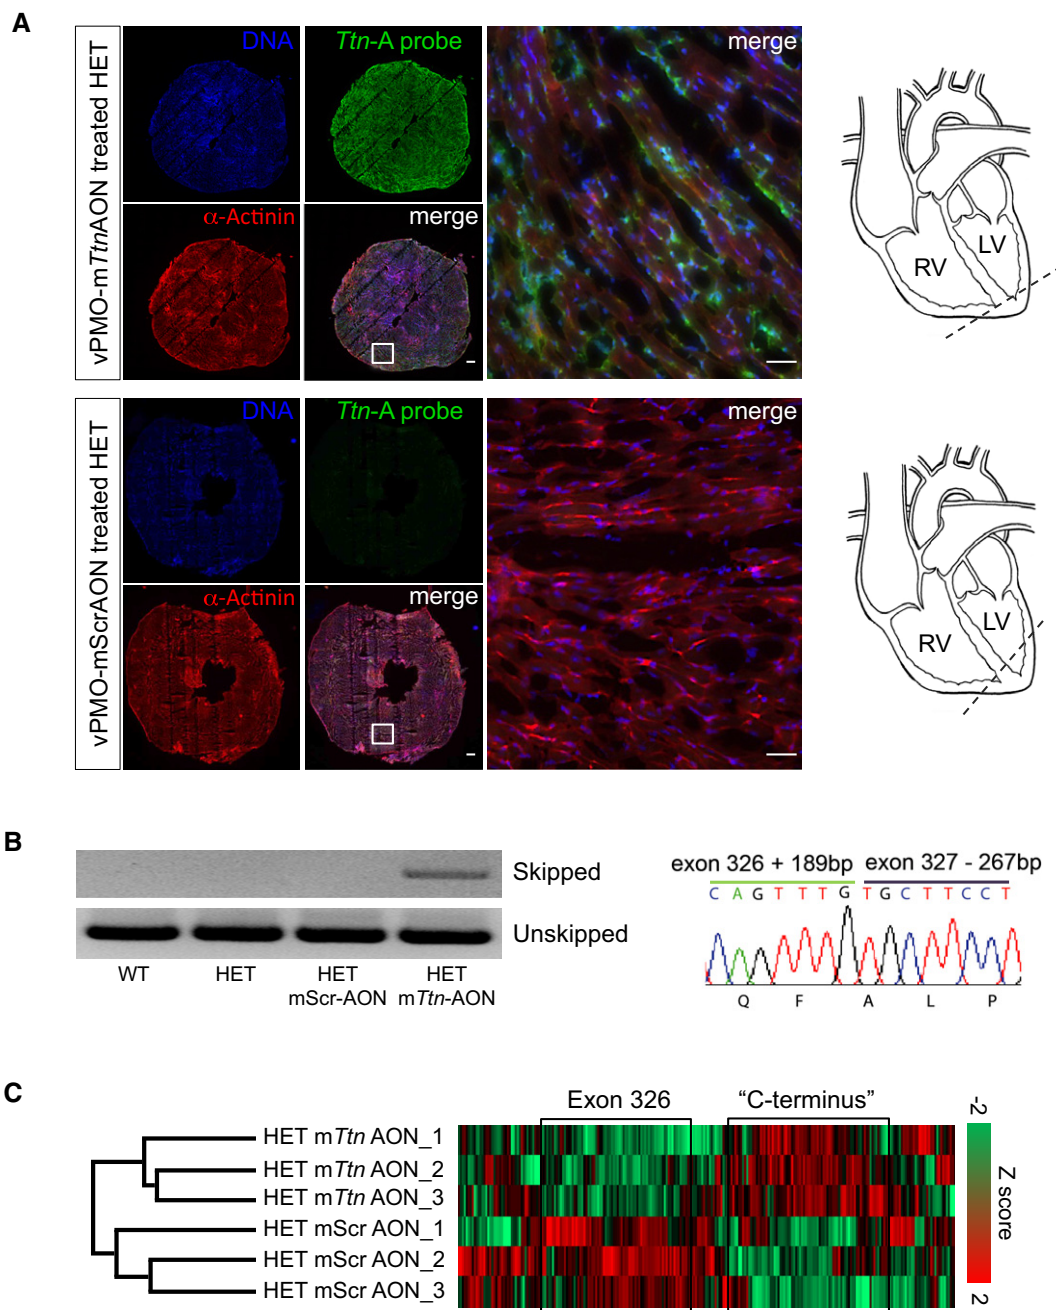 A
vPMO-mTtnAON treated HET
DNA
Ttn-A probe
merge
α-Actinin
merge
RV
LV
vPMO-mScrAON treated HET
DNA
Ttn-A probe
merge
α-Actinin
merge
RV
LV
B
Skipped
Unskipped
WT
HET
HET
mScr-AON
HET
mTtn-AON
exon 326 + 189bp
exon 327 - 267bp
C A G T T T G T G C T T C C T
Q F A L P
C
Exon 326
“C-terminus”
HET mTtn AON_1
HET mTtn AON_2
HET mTtn AON_3
HET mScr AON_1
HET mScr AON_2
HET mScr AON_3
-2
Z score
2